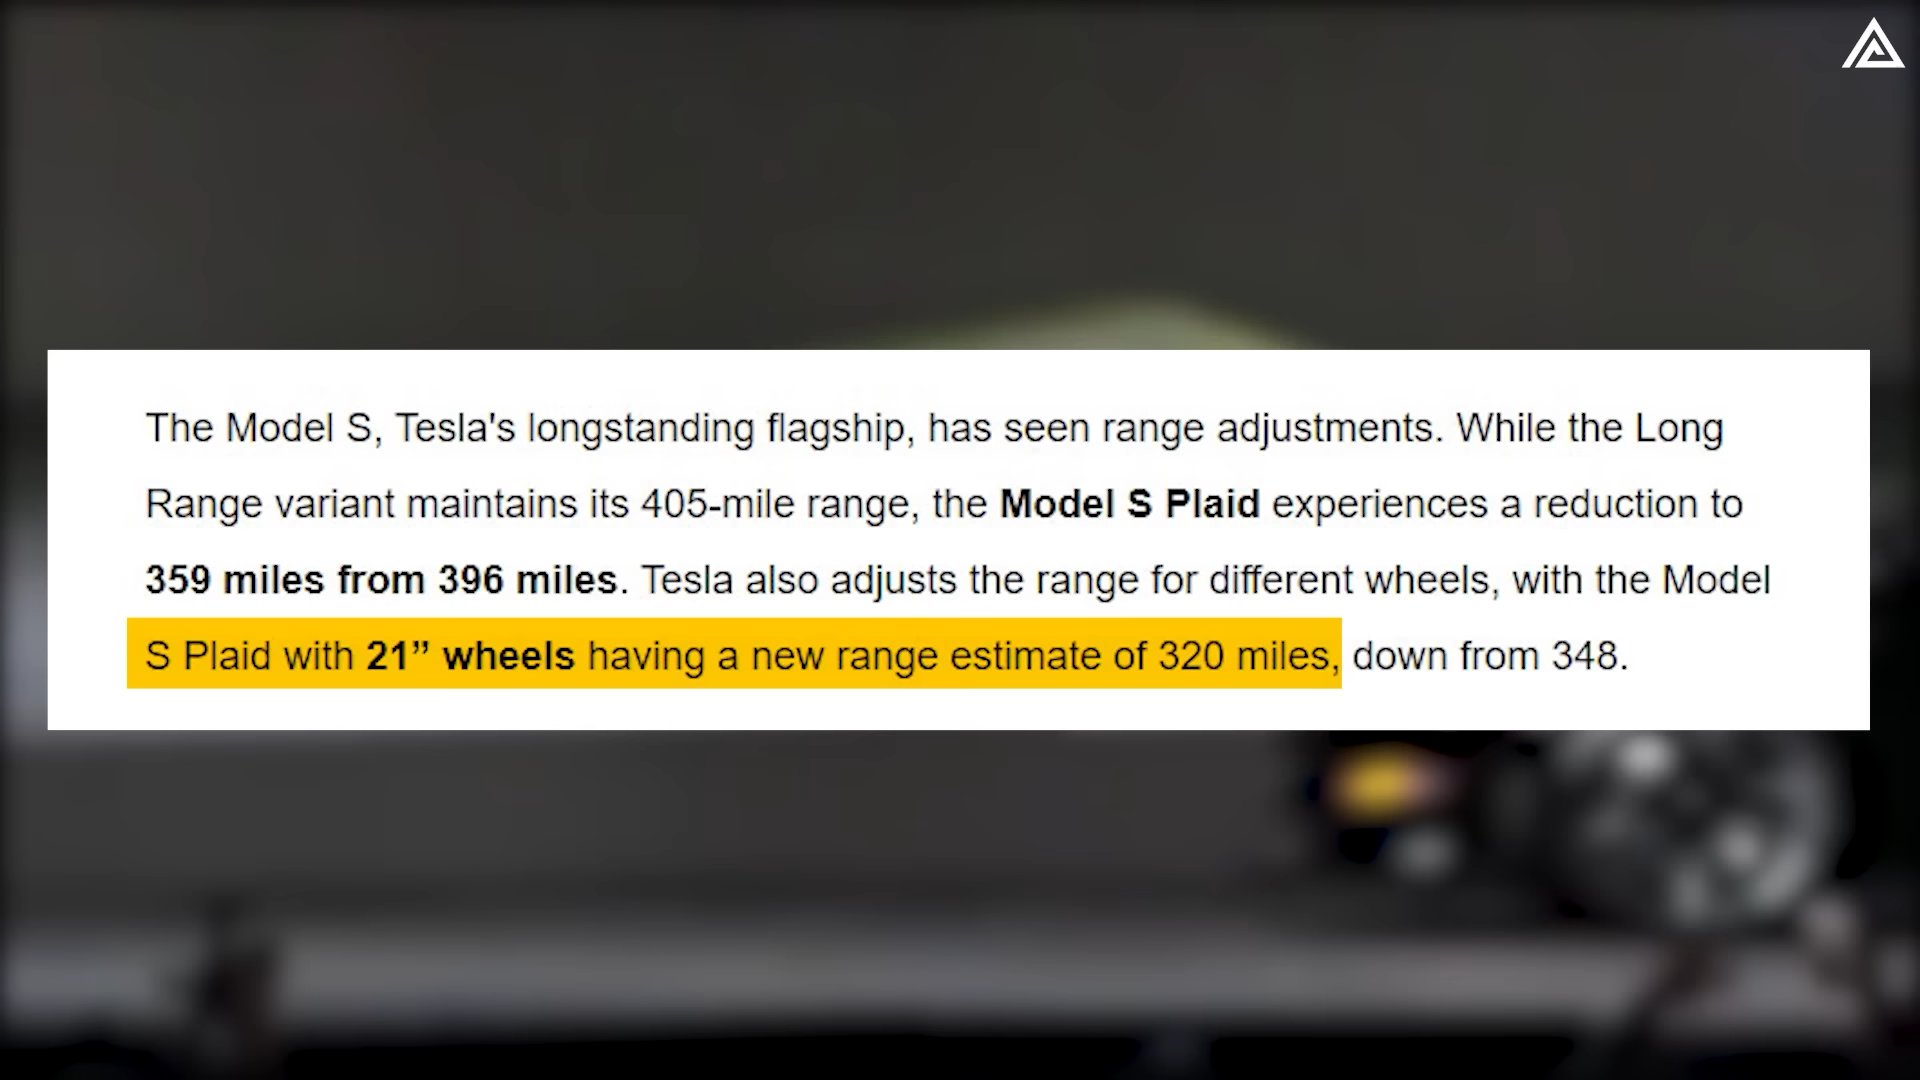 The Model S, Tesla's longstanding flagship, has seen range adjustments. While the Long
Range variant maintains its 405-mile range, the Model S Plaid experiences a reduction to
359 miles from 396 miles. Tesla also adjusts the range for different wheels, with the Model
S Plaid with 21” wheels having a new range estimate of 320 miles, down from 348.